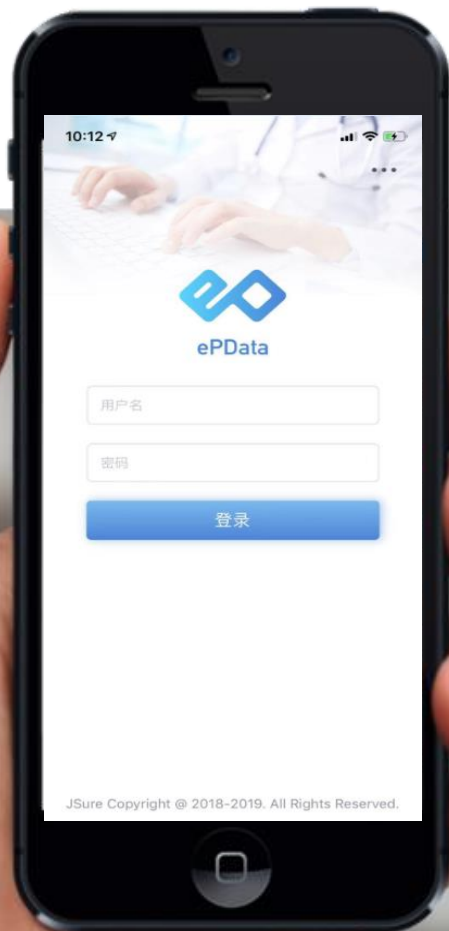 10:12
ePData
用户名
密码
登录
JSure Copyright @ 2018-2019. All Rights Reserved.